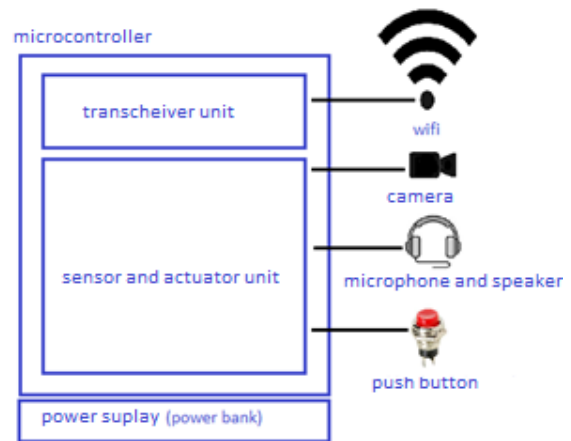 microcontroller
transcheiver unit
wifi
camera
sensor and actuator unit
microphone and speaker
push button
power suplay (power bank)